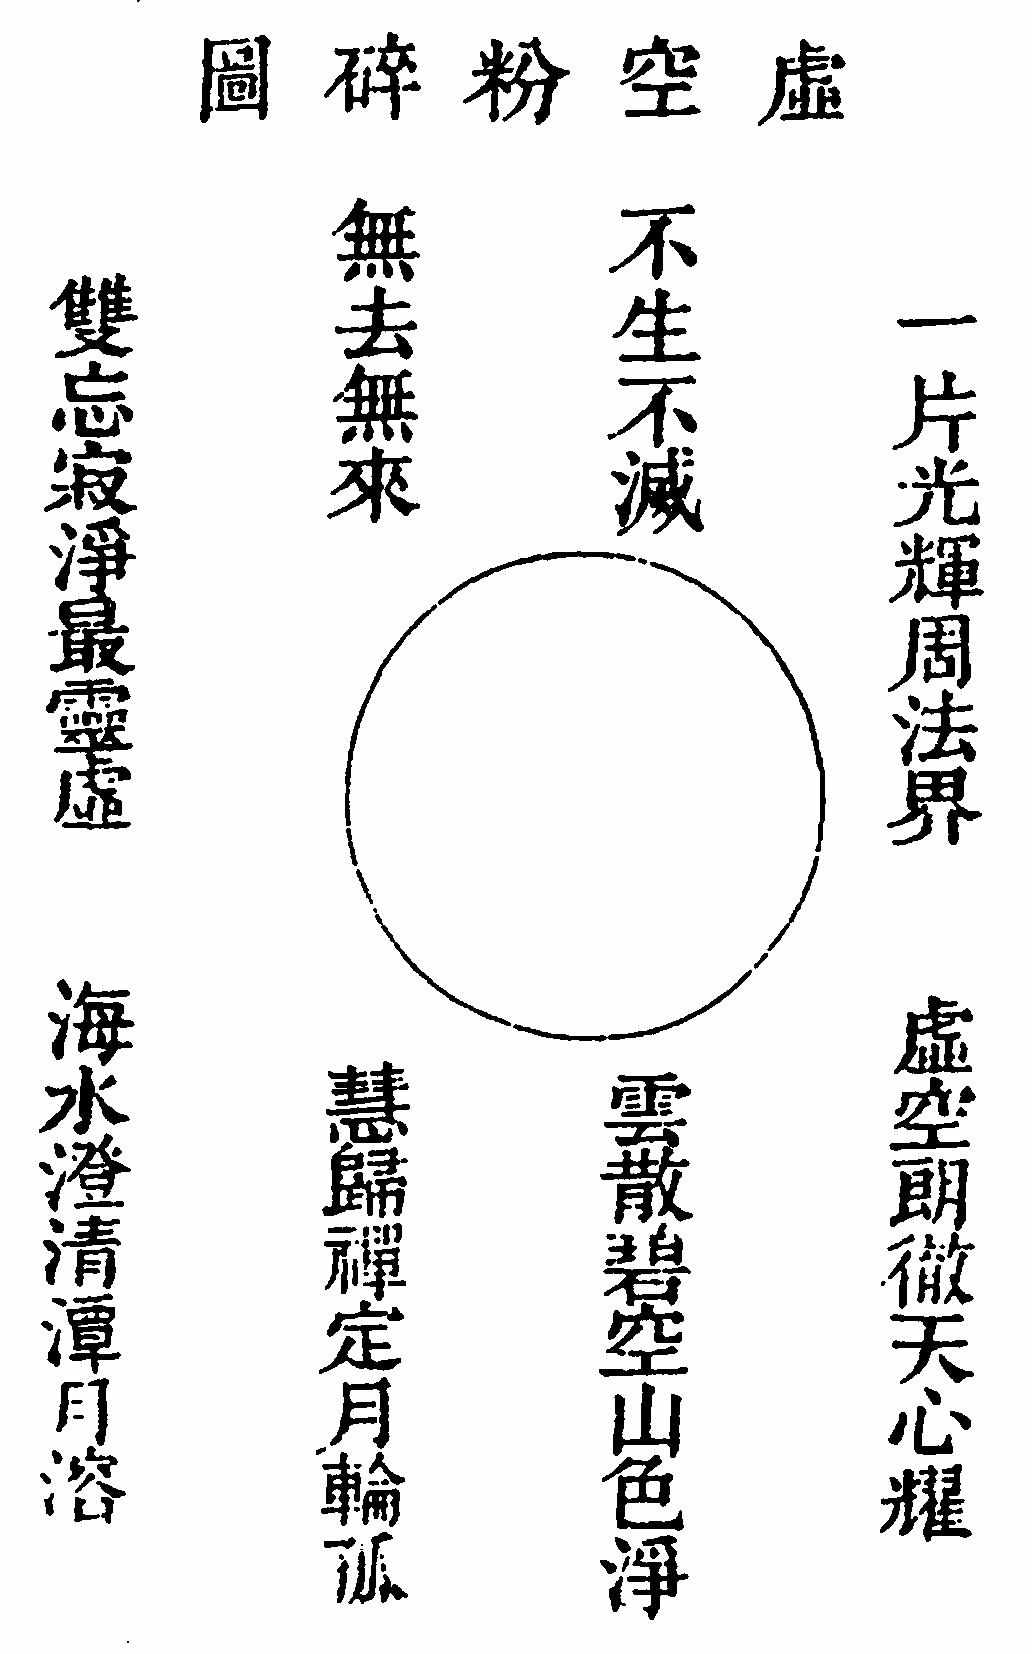 虛空粉碎圖
一片光輝周法界
不生不滅
無去無來
雙忘寂淨最靈虛
虛空朗徹天心耀
雲散碧空山色淨
慧歸禪定月輪孤
海水澄清潭月溶